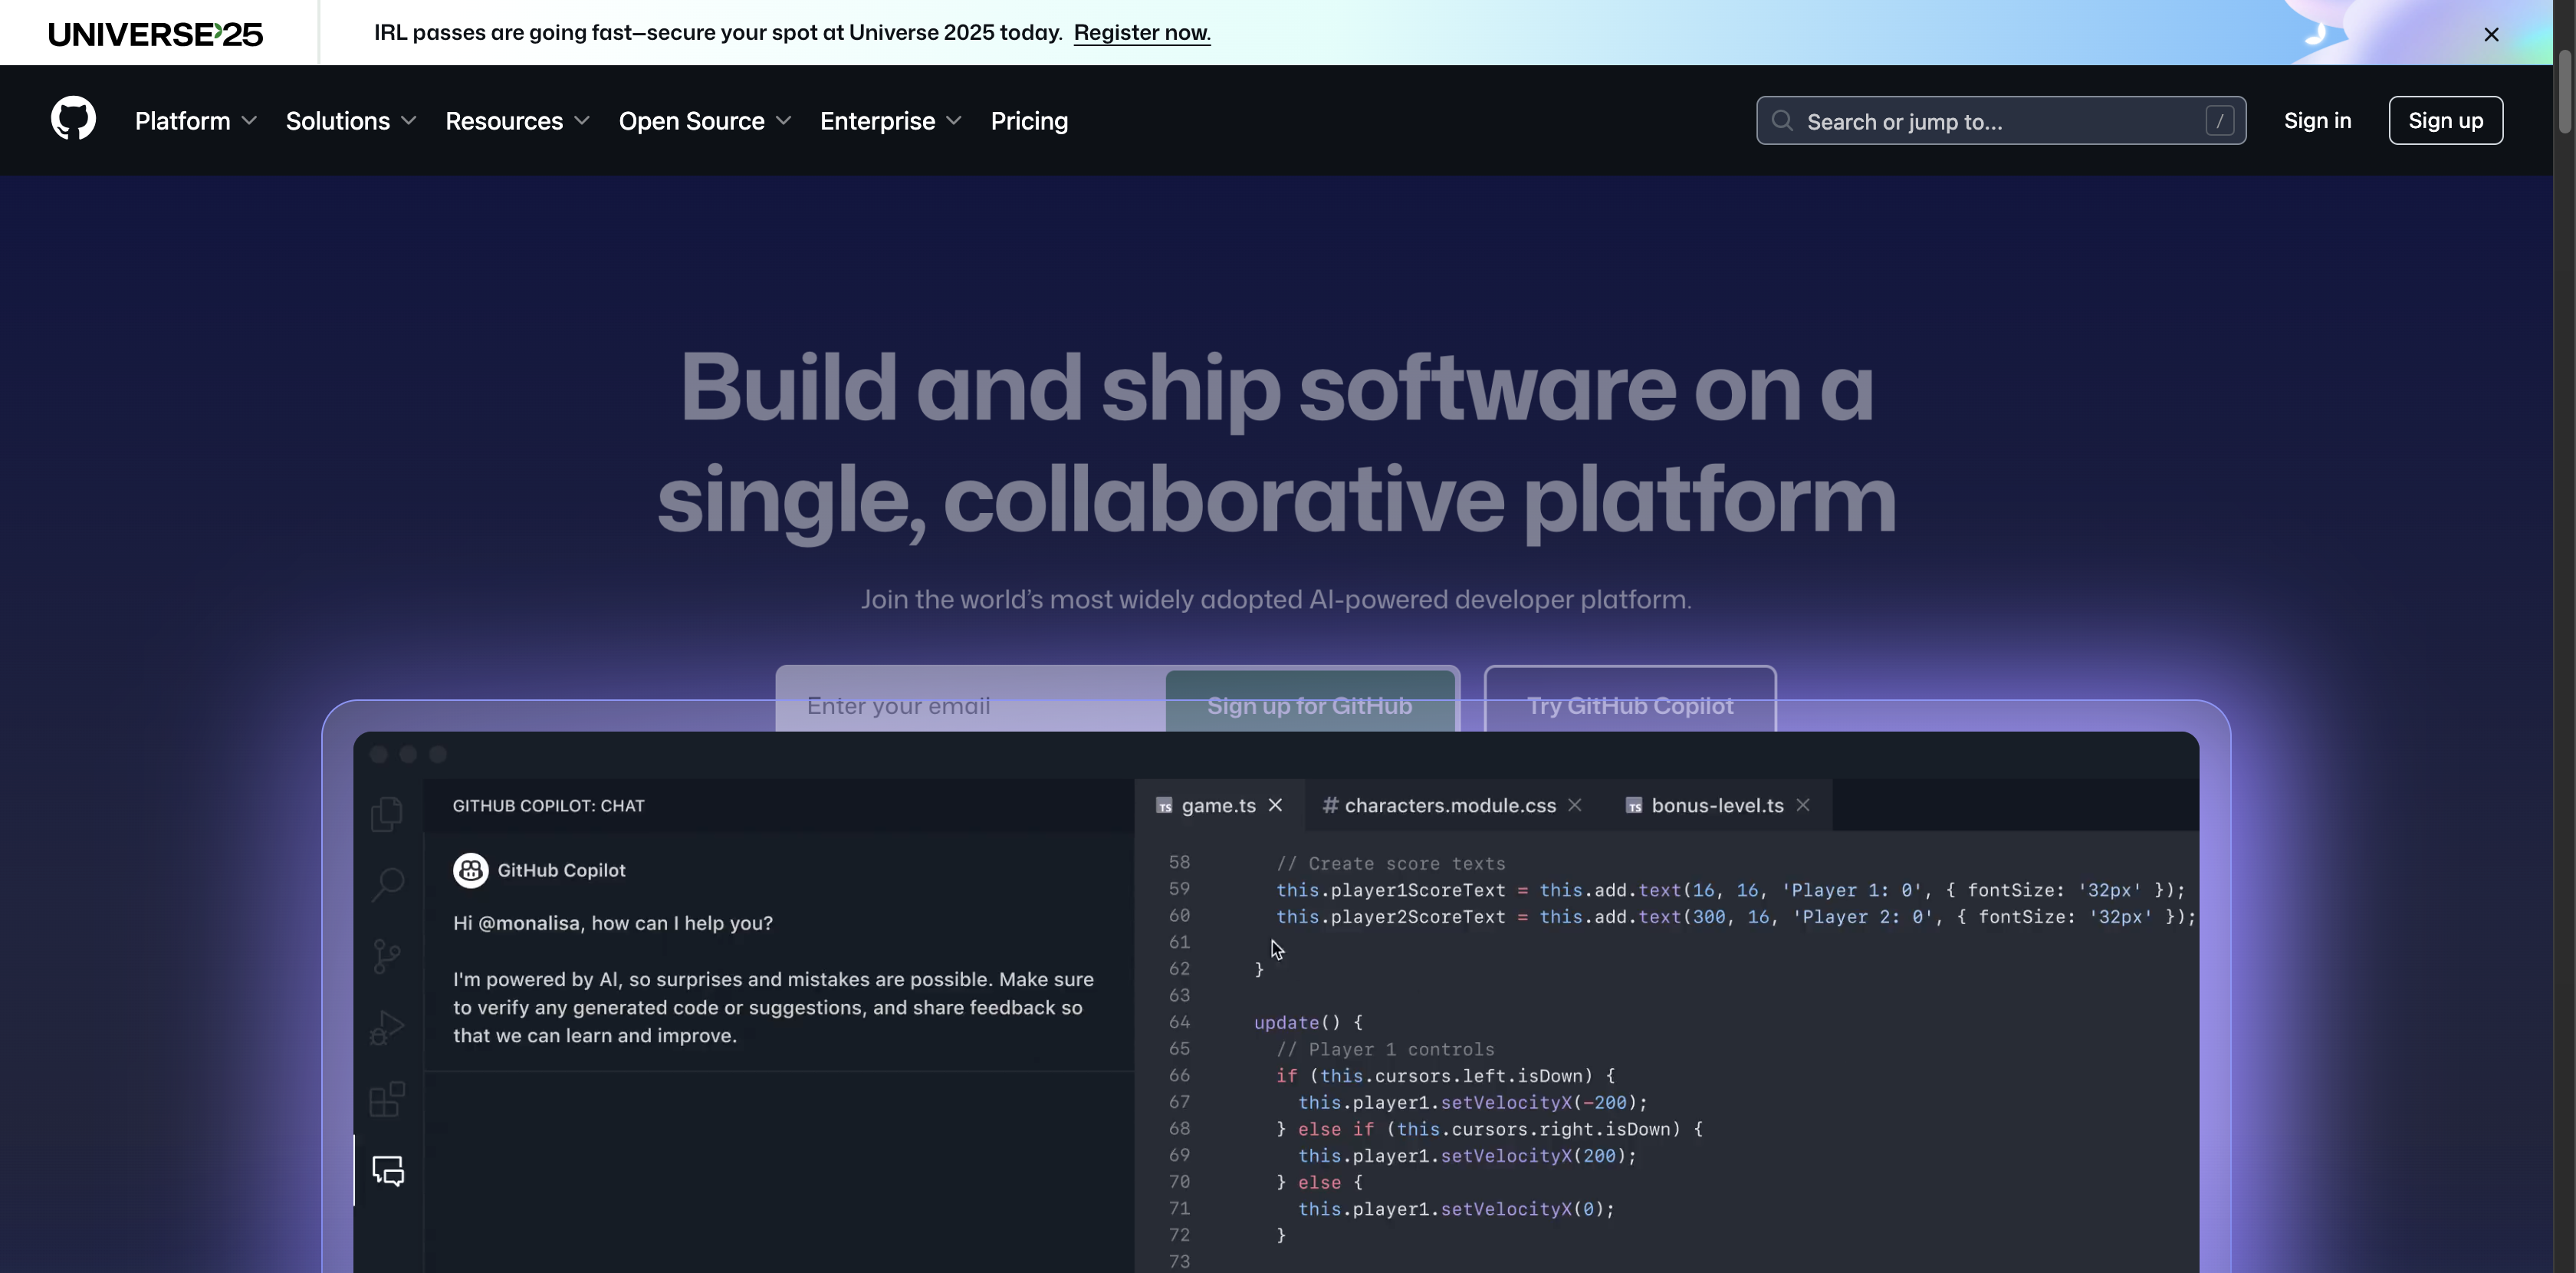 UNIVERSE'25
IRL passes are going fast—secure your spot at Universe 2025 today. Register now.
Platform Solutions Resources Open Source Enterprise Pricing
Search or jump to... /
Sign in
Sign up
Build and ship software on a
single, collaborative platform
Join the world’s most widely adopted AI-powered developer platform.
Enter your email
Sign up for GitHub
Try GitHub Copilot
GITHUB COPILOT: CHAT
GitHub Copilot
Hi @monalisa, how can I help you?
I'm powered by AI, so surprises and mistakes are possible. Make sure
to verify any generated code or suggestions, and share feedback so
that we can learn and improve.
TS game.ts
# characters.module.css
TS bonus-level.ts
58 // Create score texts
59 this.player1ScoreText = this.add.text(16, 16, 'Player 1: 0', { fontSize: '32px' });
60 this.player2ScoreText = this.add.text(300, 16, 'Player 2: 0', { fontSize: '32px' });
61
62 }
63
64 update() {
65 // Player 1 controls
66 if (this.cursors.left.isDown) {
67 this.player1.setVelocityX(-200);
68 } else if (this.cursors.right.isDown) {
69 this.player1.setVelocityX(200);
70 } else {
71 this.player1.setVelocityX(0);
72 }
73